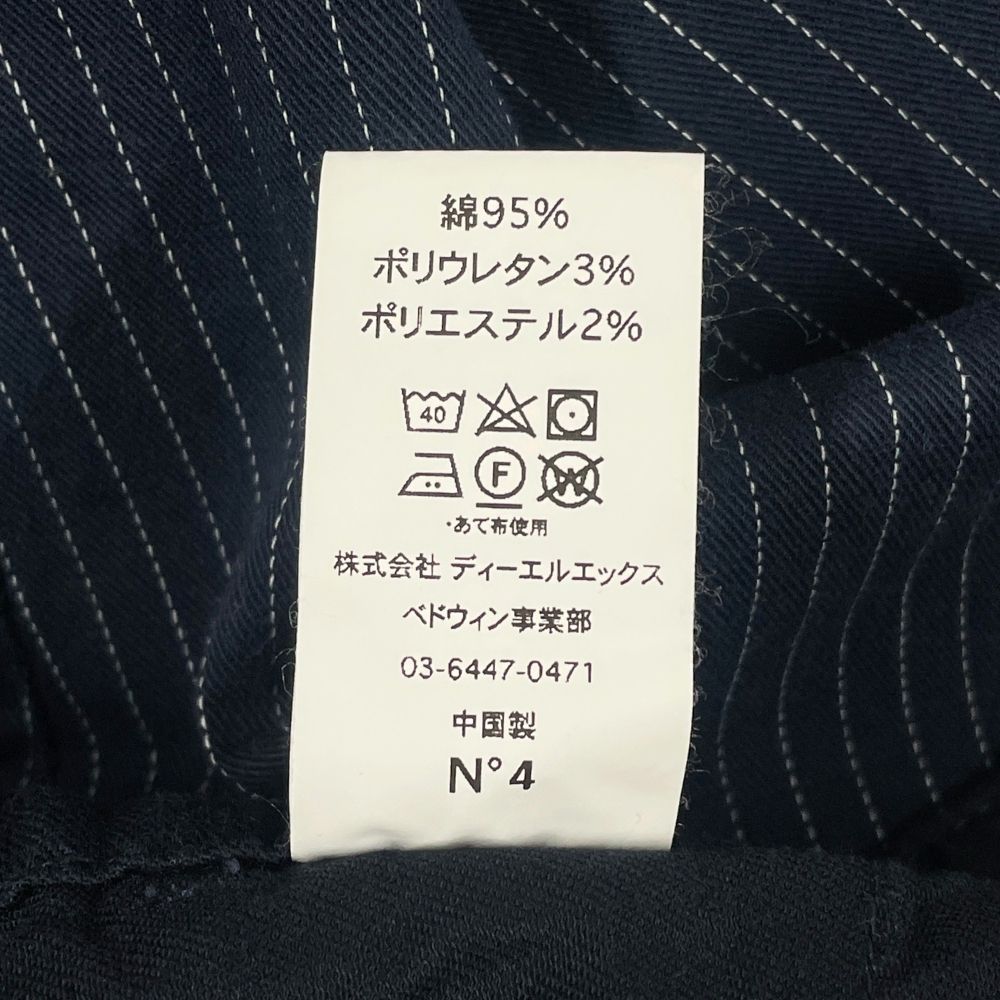 綿95%
ポリウレタン3%
ポリエステル2%
40
F W
・あて布使用
株式会社 ディーエルエックス
ベドウィン事業部
03-6447-0471
中国製
N°4